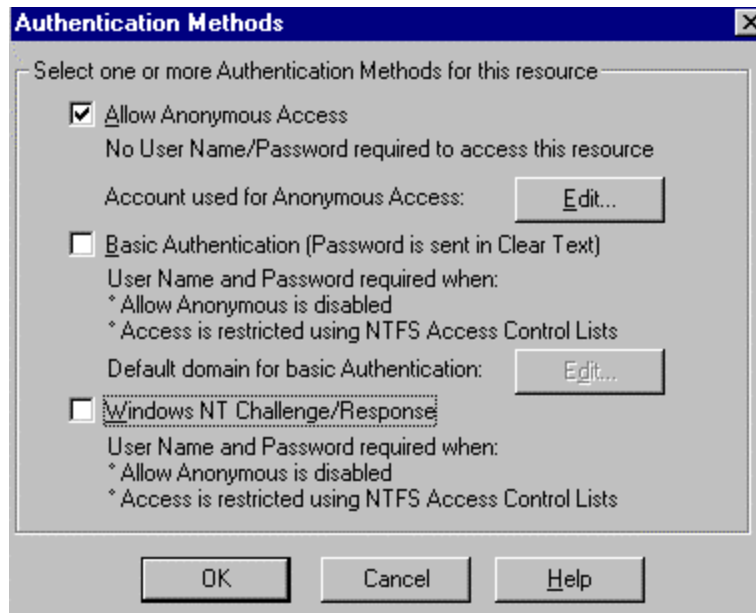 Authentication Methods
Select one or more Authentication Methods for this resource
Allow Anonymous Access
No User Name/Password required to access this resource
Account used for Anonymous Access: Edit...
Basic Authentication (Password is sent in Clear Text)
User Name and Password required when:
* Allow Anonymous is disabled
* Access is restricted using NTFS Access Control Lists
Default domain for basic Authentication: Edit...
Windows NT Challenge/Response
User Name and Password required when:
* Allow Anonymous is disabled
* Access is restricted using NTFS Access Control Lists
OK Cancel Help